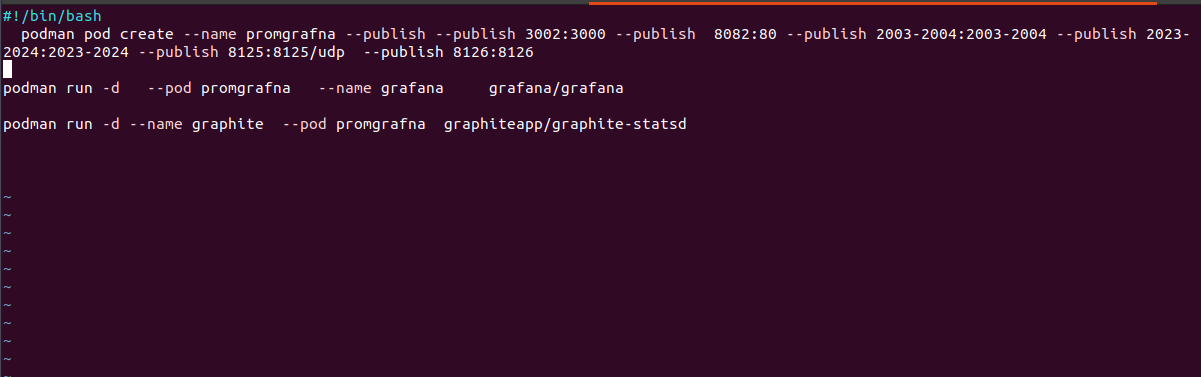 #!/bin/bash
podman pod create --name promgrafna --publish --publish 3002:3000 --publish  8082:80 --publish 2003-2004:2003-2004 --publish 2023-
2024:2023-2024 --publish 8125:8125/udp  --publish 8126:8126
podman run -d   --pod promgrafna   --name grafana     grafana/grafana
podman run -d --name graphite  --pod promgrafna  graphiteapp/graphite-statsd
~
~
~
~
~
~
~
~
~
~
~